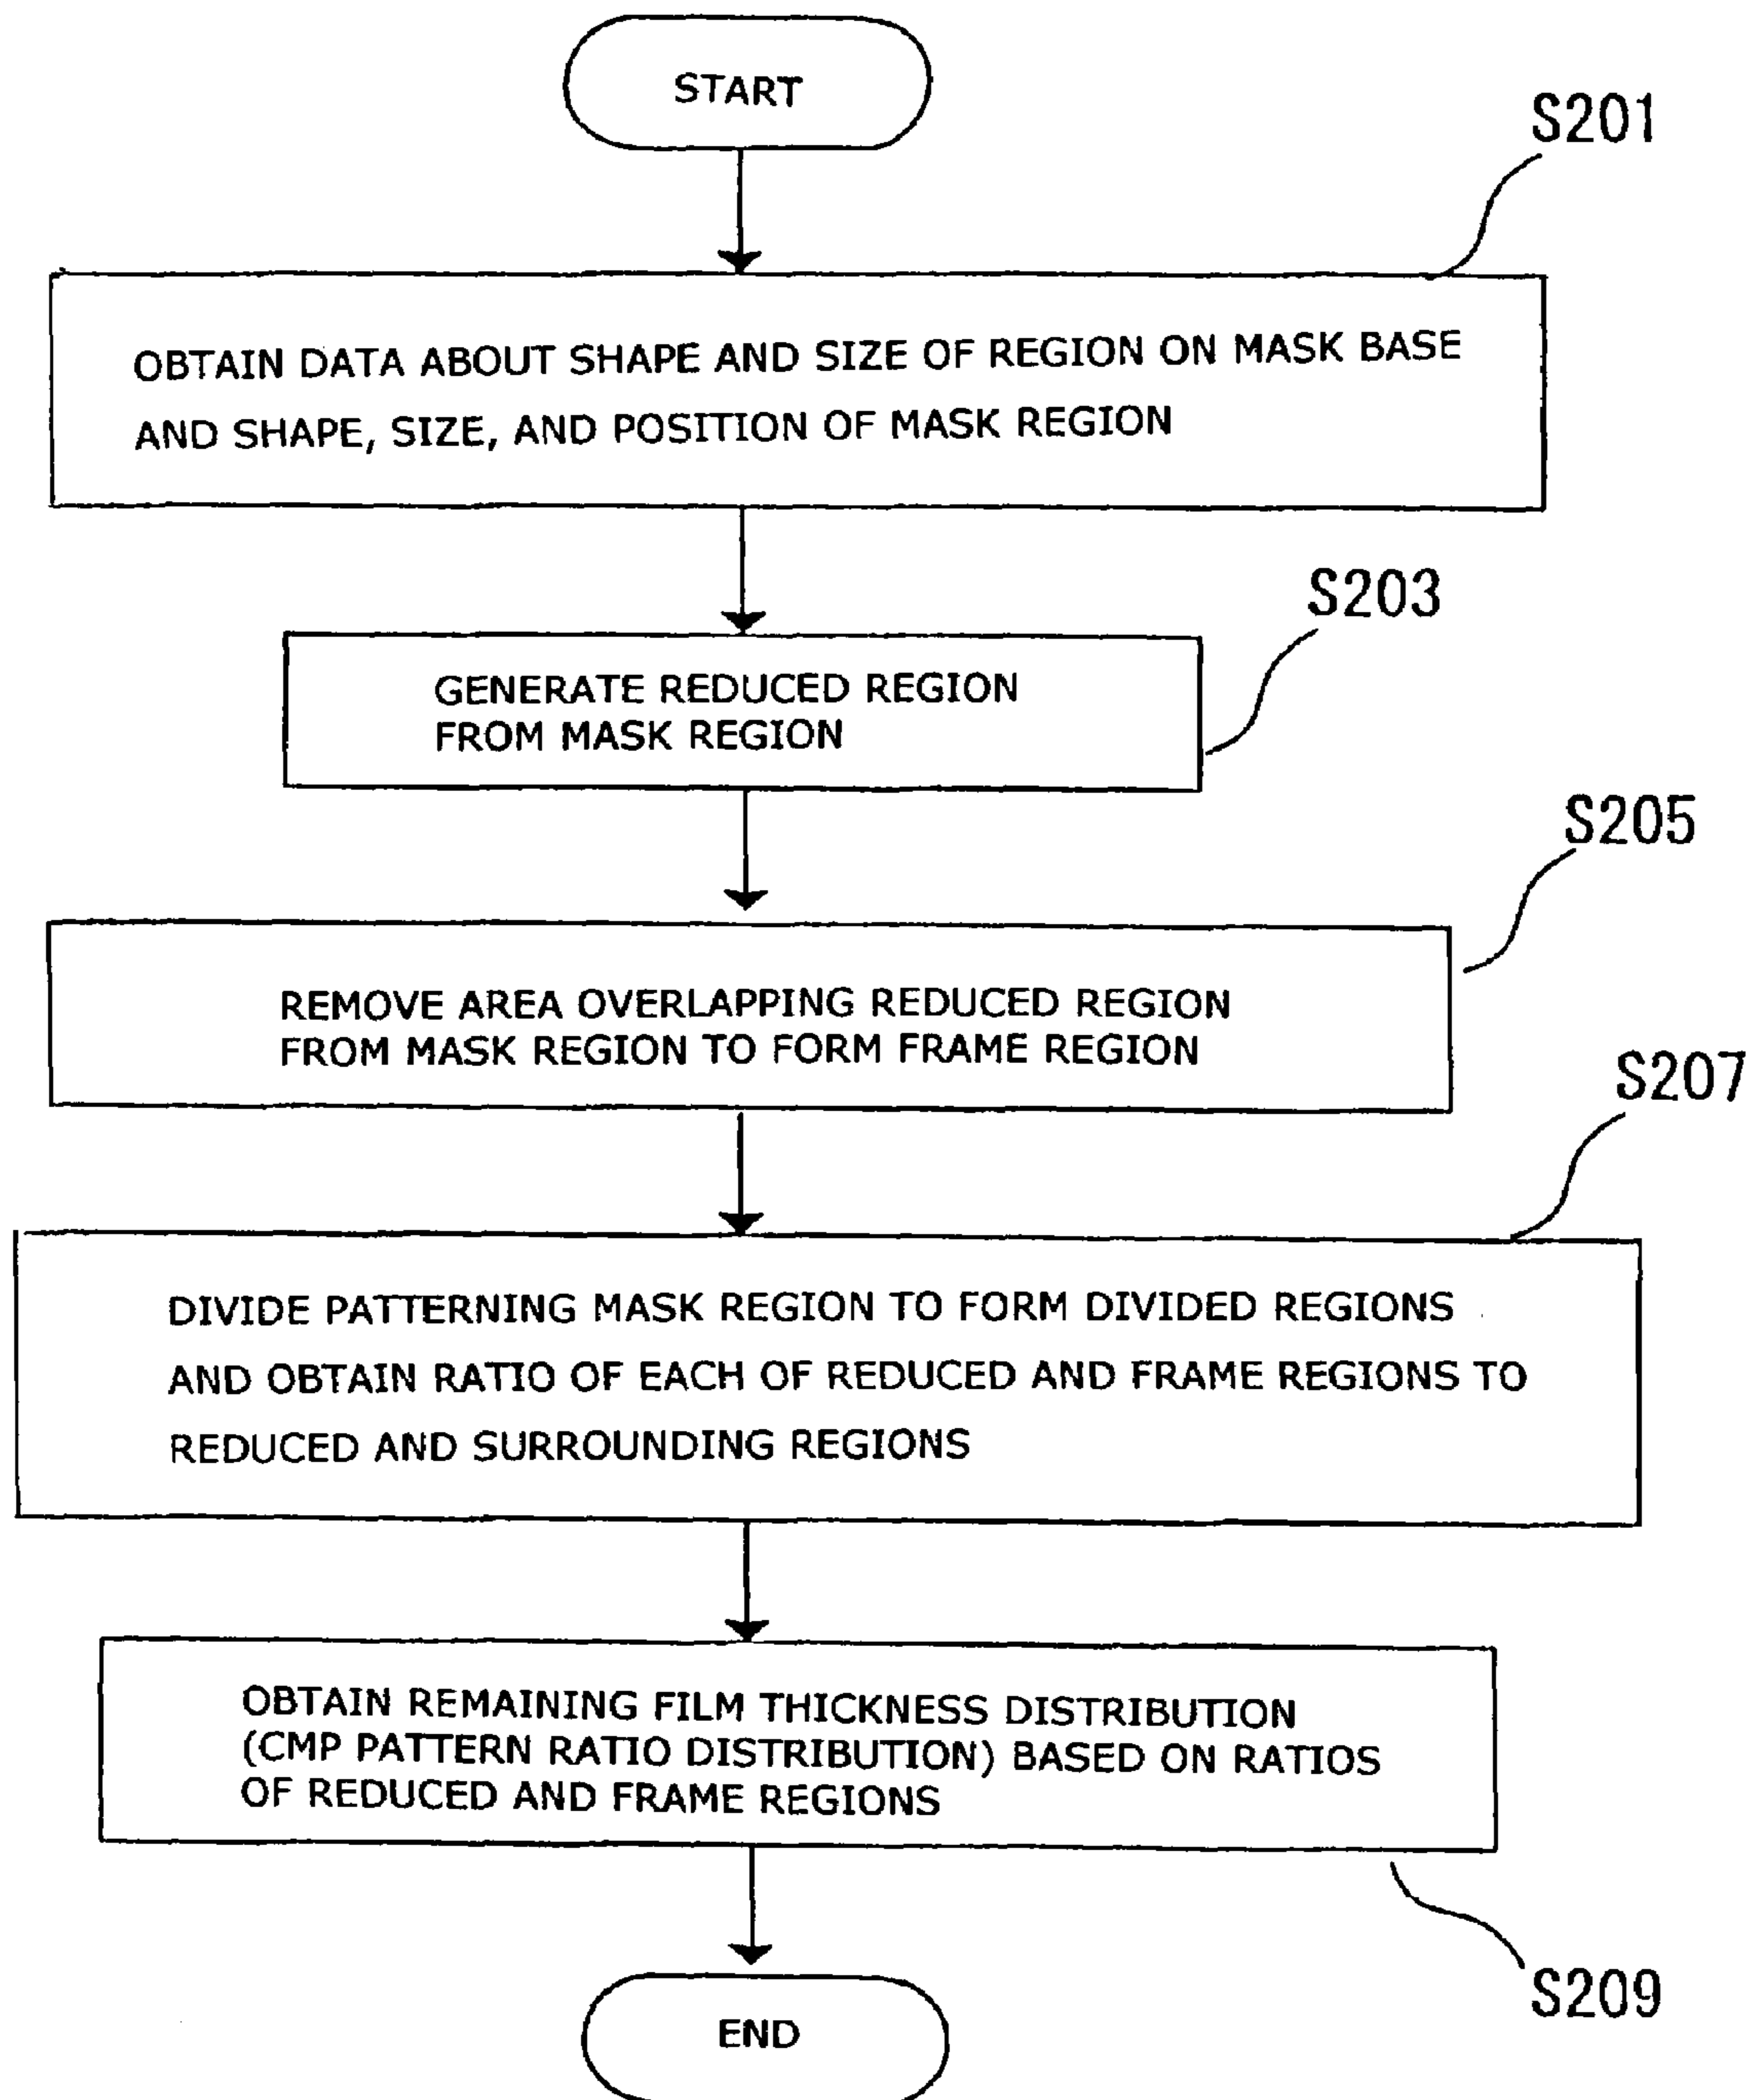 START
S201
OBTAIN DATA ABOUT SHAPE AND SIZE OF REGION ON MASK BASE
AND SHAPE, SIZE, AND POSITION OF MASK REGION
S203
GENERATE REDUCED REGION
FROM MASK REGION
S205
REMOVE AREA OVERLAPPING REDUCED REGION
FROM MASK REGION TO FORM FRAME REGION
S207
DIVIDE PATTERNING MASK REGION TO FORM DIVIDED REGIONS
AND OBTAIN RATIO OF EACH OF REDUCED AND FRAME REGIONS TO
REDUCED AND SURROUNDING REGIONS
OBTAIN REMAINING FILM THICKNESS DISTRIBUTION
(CMP PATTERN RATIO DISTRIBUTION) BASED ON RATIOS
OF REDUCED AND FRAME REGIONS
S209
END